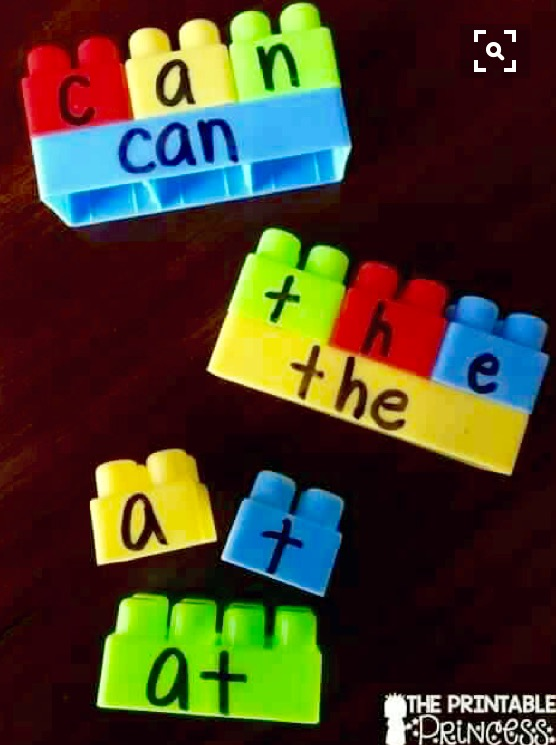 c a n
can
t h e
the
a t
at
THE PRINTABLE
PRINCESS